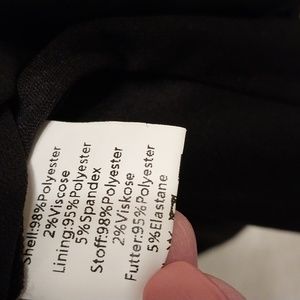 Shell:98%Polyester
2%Viscose
Lining:95%Polyester
5%Spandex
Stoff:98%Polyester
2%Viskose
Futter:95%Polyester
5%Elastane